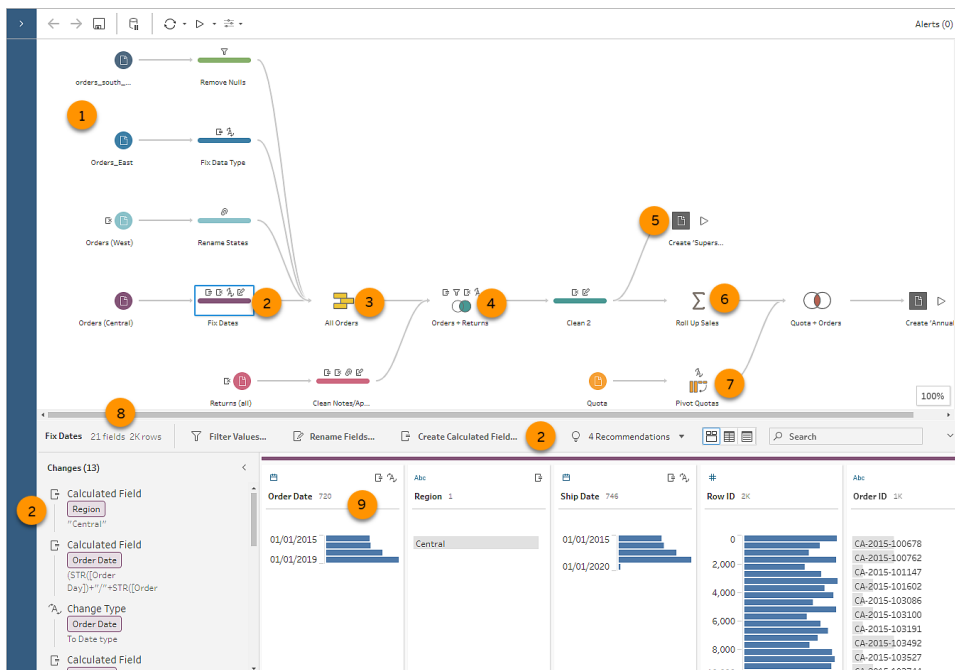 Alerts (0)
orders_south_...
Remove Nulls
1
Orders_East
Fix Data Type
Orders (West)
Rename States
5
Create 'Supers...
2
3
4
6
Orders (Central)
Fix Dates
All Orders
Orders + Returns
Clean 2
Roll Up Sales
Quota + Orders
Create 'Annual
7
Returns (all)
Clean Notes/Ap...
Quota
Pivot Quotas
100%
8
Fix Dates 21 fields 2K rows
Filter Values...
Rename Fields...
Create Calculated Field...
2
4 Recommendations
Search
Changes (13)
2
Calculated Field
Region
"Central"
Calculated Field
Order Date
(STR([Order
Day])+"/"+STR([Order
Change Type
Order Date
To Date type
Calculated Field
Order Date 720
9
01/01/2015
01/01/2019
Abc
Region 1
Central
Ship Date 746
01/01/2015
01/01/2020
#
Row ID 2K
0
2,000
4,000
6,000
8,000
Abc
Order ID 1K
CA-2015-100678
CA-2015-100762
CA-2015-101147
CA-2015-101602
CA-2015-103086
CA-2015-103100
CA-2015-103191
CA-2015-103492
CA-2015-103527